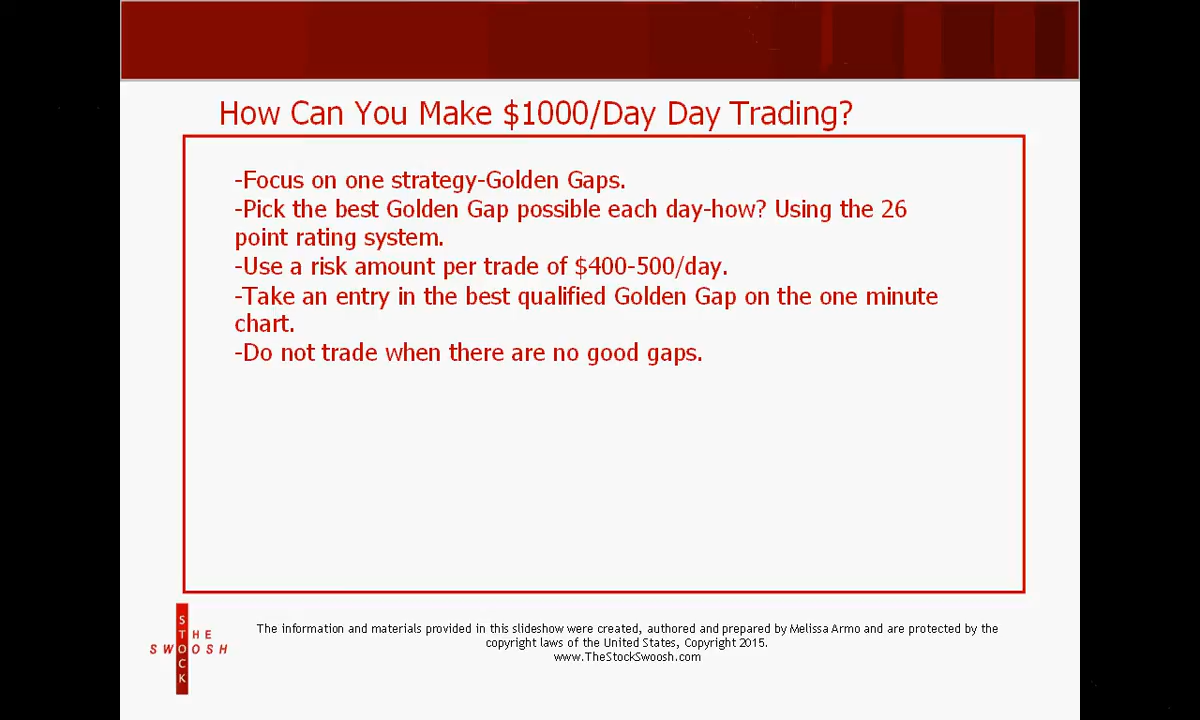 How Can You Make $1000/Day Day Trading?
-Focus on one strategy-Golden Gaps.
-Pick the best Golden Gap possible each day-how? Using the 26
point rating system.
-Use a risk amount per trade of $400-500/day.
-Take an entry in the best qualified Golden Gap on the one minute
chart.
-Do not trade when there are no good gaps.
THE
STOCK
SWOOSH
The information and materials provided in this slideshow were created, authored and prepared by Melissa Armo and are protected by the
copyright laws of the United States, Copyright 2015.
www.TheStockSwoosh.com